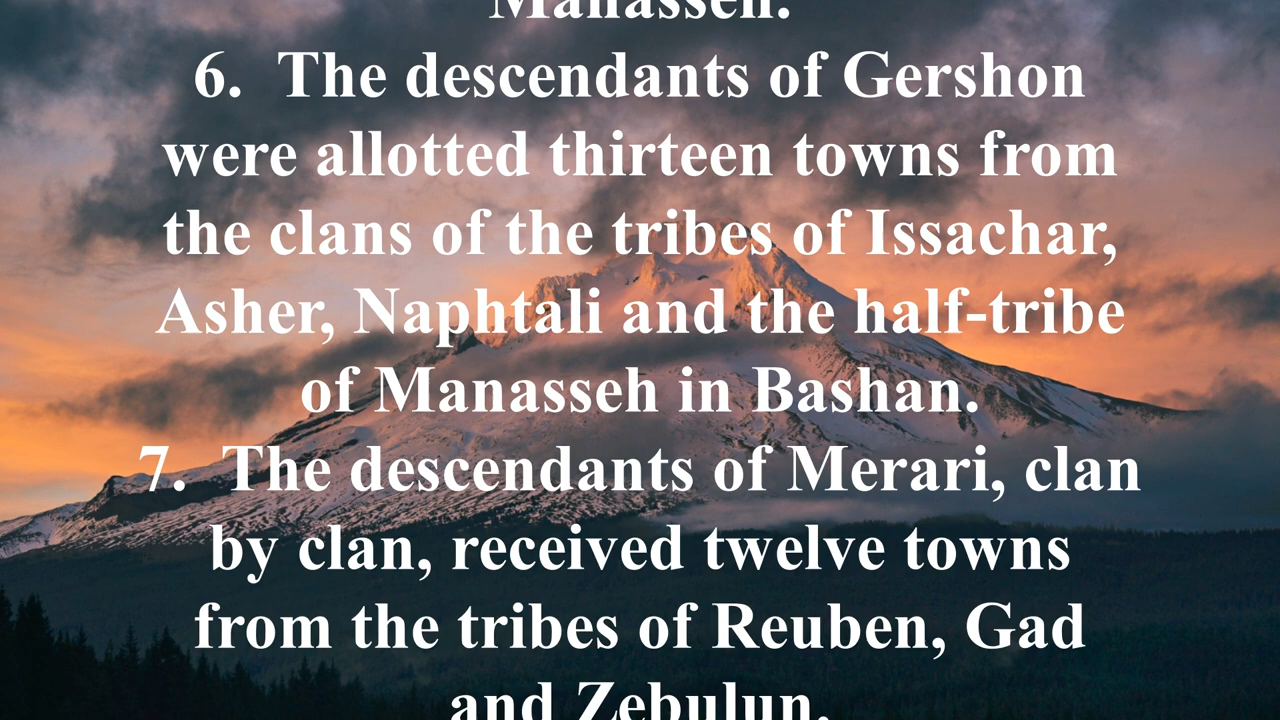 Manasseh.
6.  The descendants of Gershon
were allotted thirteen towns from
the clans of the tribes of Issachar,
Asher, Naphtali and the half-tribe
of Manasseh in Bashan.
7.  The descendants of Merari, clan
by clan, received twelve towns
from the tribes of Reuben, Gad
and Zebulun.